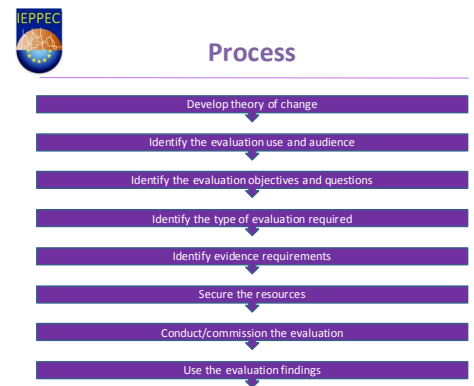 IEPPEC
Process
Develop theory of change
Identify the evaluation use and audience
Identify the evaluation objectives and questions
Identify the type of evaluation required
Identify evidence requirements
Secure the resources
Conduct/commission the evaluation
Use the evaluation findings